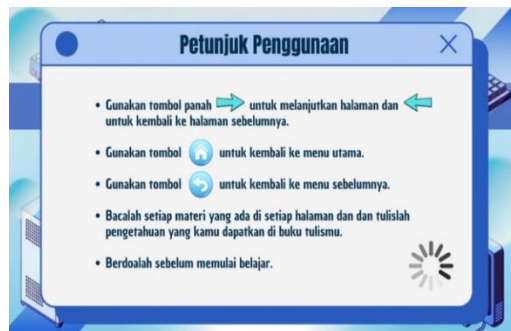 Petunjuk Penggunaan
• Gunakan tombol panah untuk melanjutkan halaman dan
untuk kembali ke halaman sebelumnya.
• Gunakan tombol untuk kembali ke menu utama.
• Gunakan tombol untuk kembali ke menu sebelumnya.
• Bacalah setiap materi yang ada di setiap halaman dan dan tulislah
pengetahuan yang kamu dapatkan di buku tulismu.
• Berdoalah sebelum memulai belajar.